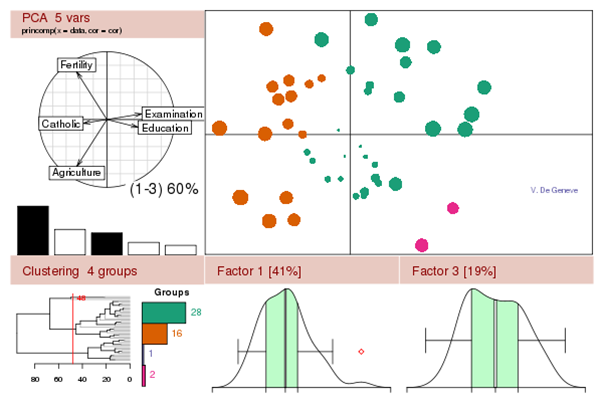 PCA 5 vars
princomp(x = data, cor = cor)
Fertility
Examination
Catholic
Education
Agriculture
(1-3) 60%
V. De Geneve
Clustering 4 groups
Factor 1 [41%]
Factor 3 [19%]
Groups
48
28
16
1
2
80 60 40 20 0